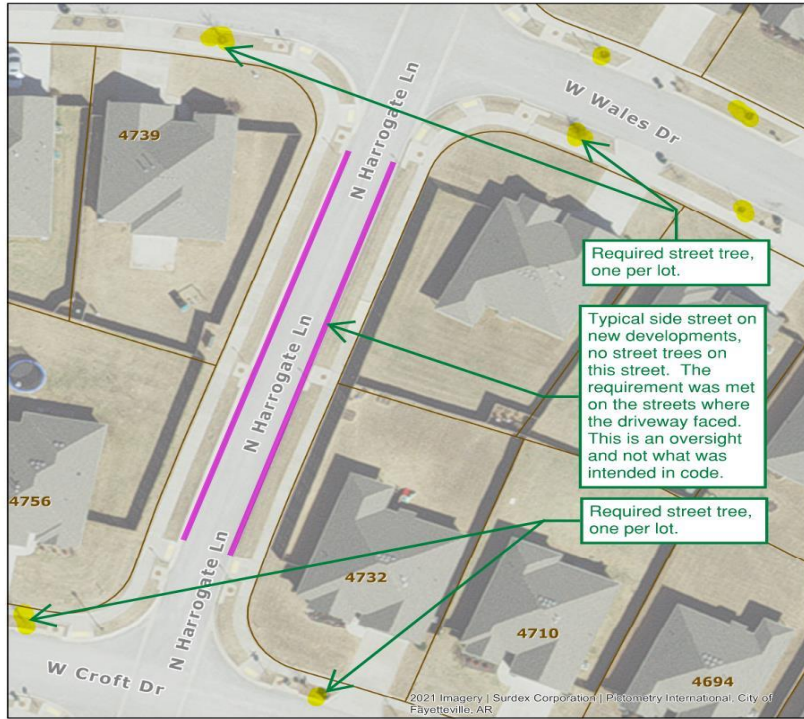 4739
N Harrogate Ln
W Wales Dr
Required street tree,
one per lot.
Typical side street on
new developments,
no street trees on
this street. The
requirement was met
on the streets where
the driveway faced.
This is an oversight
and not what was
intended in code.
N Harrogate Ln
4756
Required street tree,
one per lot.
4732
4710
4694
N Harrogate Ln
W Croft Dr
2021 Imagery | Surdex Corporation | Pictometry International, City of
Fayetteville, AR